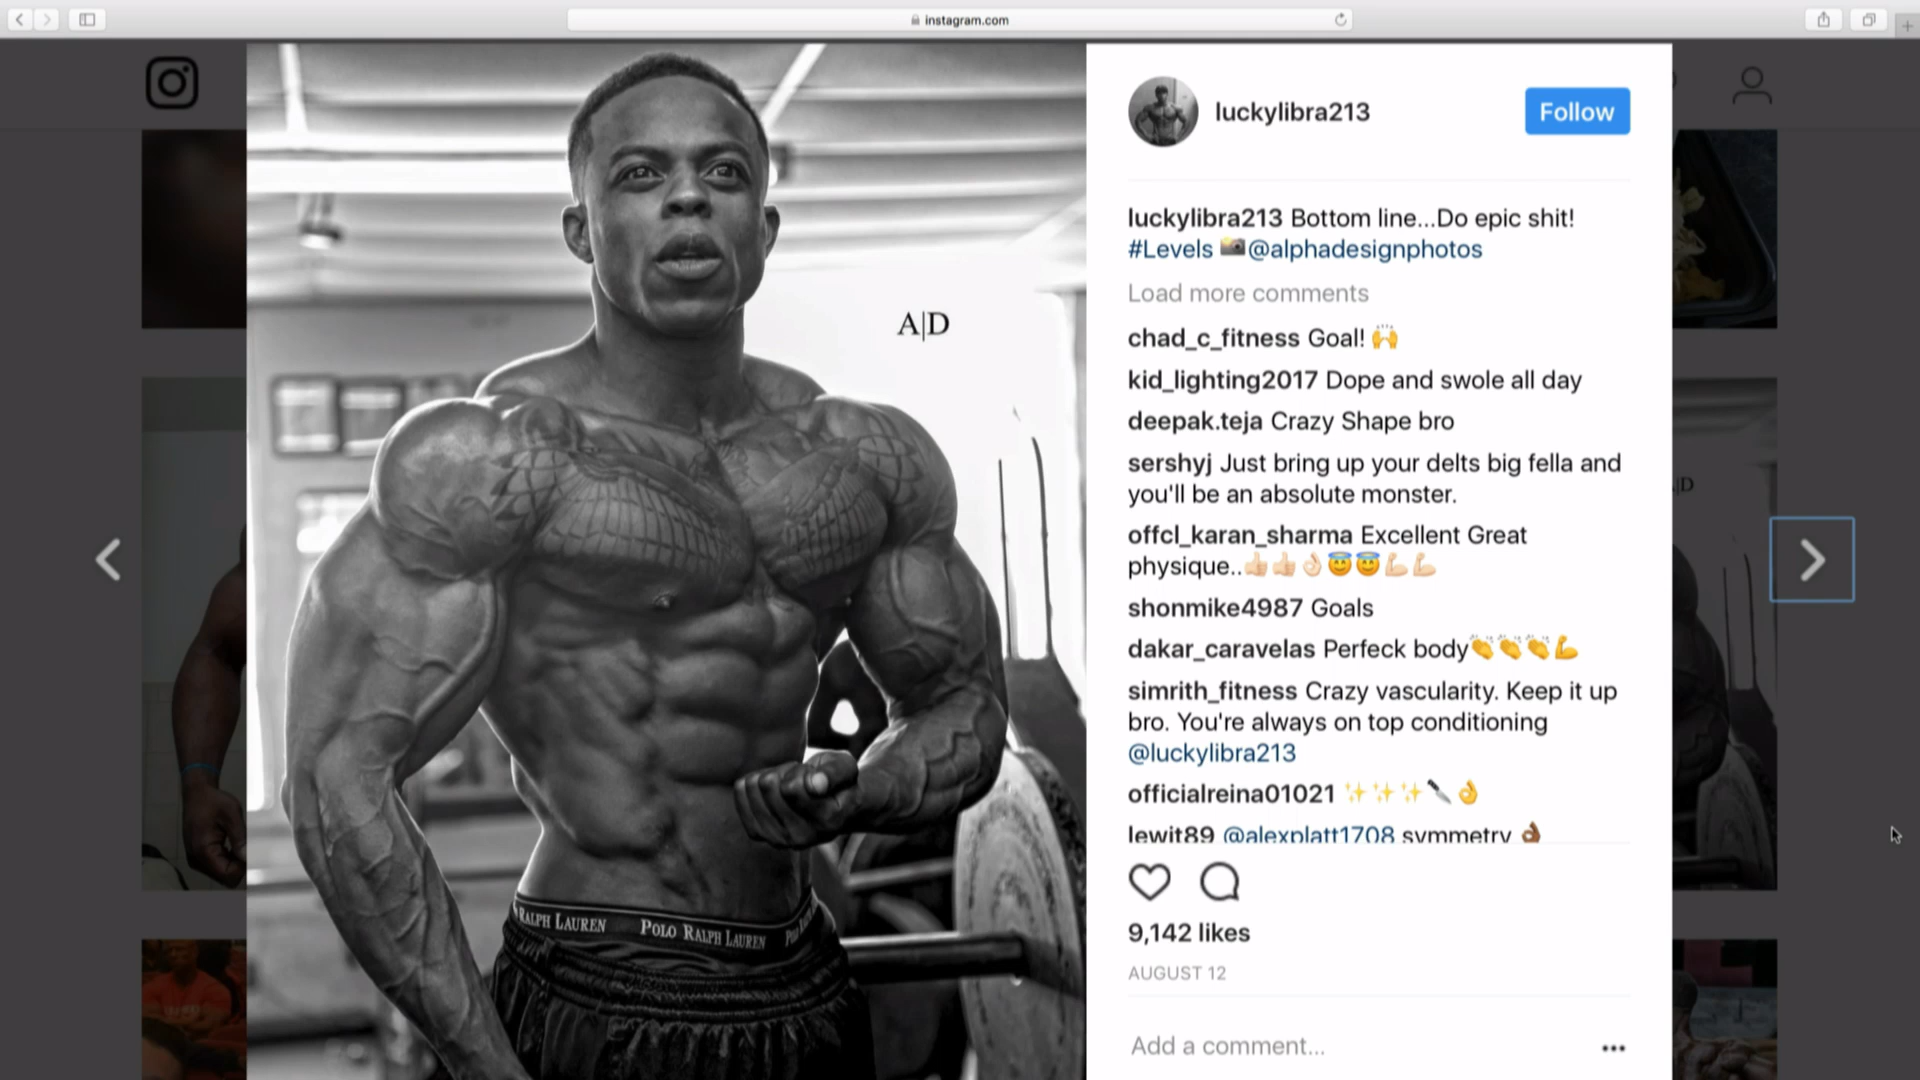 instagram.com
luckylibra213
Follow
luckylibra213 Bottom line...Do epic shit!
#Levels 📸@alphadesignphotos
Load more comments
chad_c_fitness Goal! 🙌
kid_lighting2017 Dope and swole all day
deepak.teja Crazy Shape bro
sershyj Just bring up your delts big fella and
you'll be an absolute monster.
offcl_karan_sharma Excellent Great
physique..👍🏻👍🏻👌🏻😇😇💪🏻💪🏻
shonmike4987 Goals
dakar_caravelas Perfeck body👏👏👏💪
simrith_fitness Crazy vascularity. Keep it up
bro. You're always on top conditioning
@luckylibra213
officialreina01021 ✨✨✨🔪👌
lewit89 @alexplatt1708 symmetry 👌🏾
9,142 likes
AUGUST 12
Add a comment...
A|D
RALPH LAUREN POLO RALPH LAUREN POLO